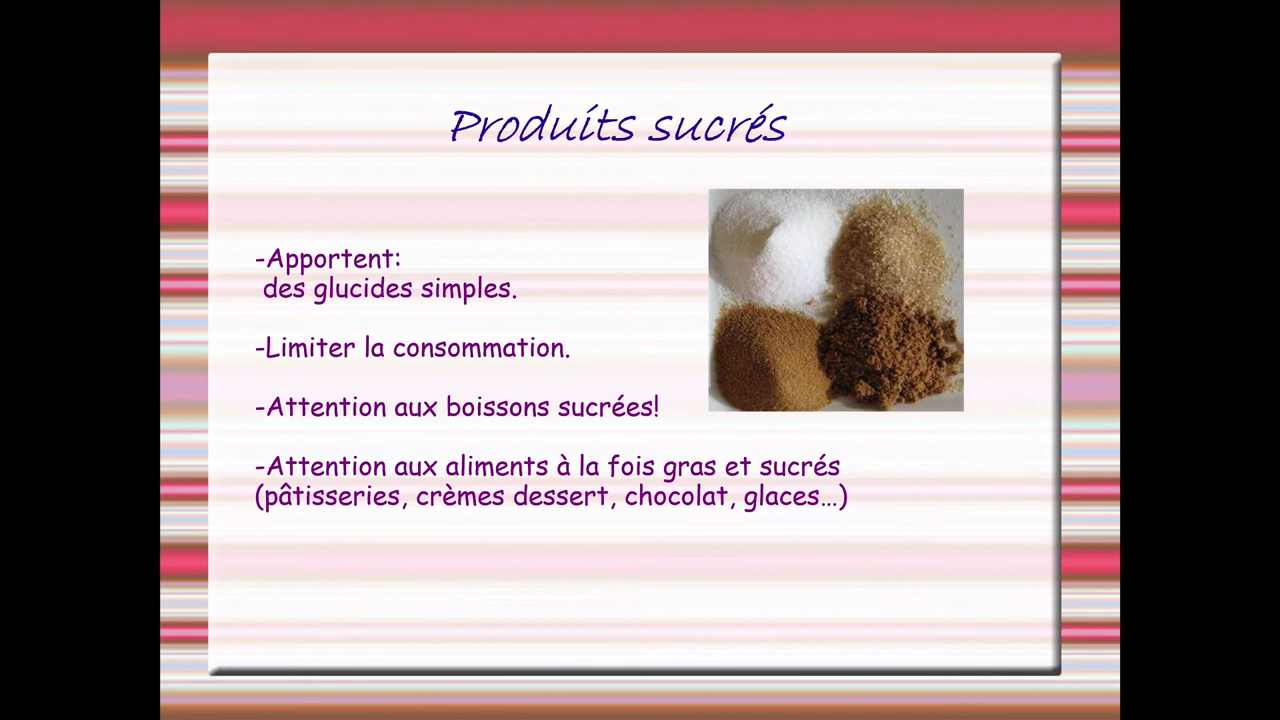 Produits sucrés
-Apportent:
des glucides simples.
-Limiter la consommation.
-Attention aux boissons sucrées!
-Attention aux aliments à la fois gras et sucrés
(pâtisseries, crèmes dessert, chocolat, glaces…)